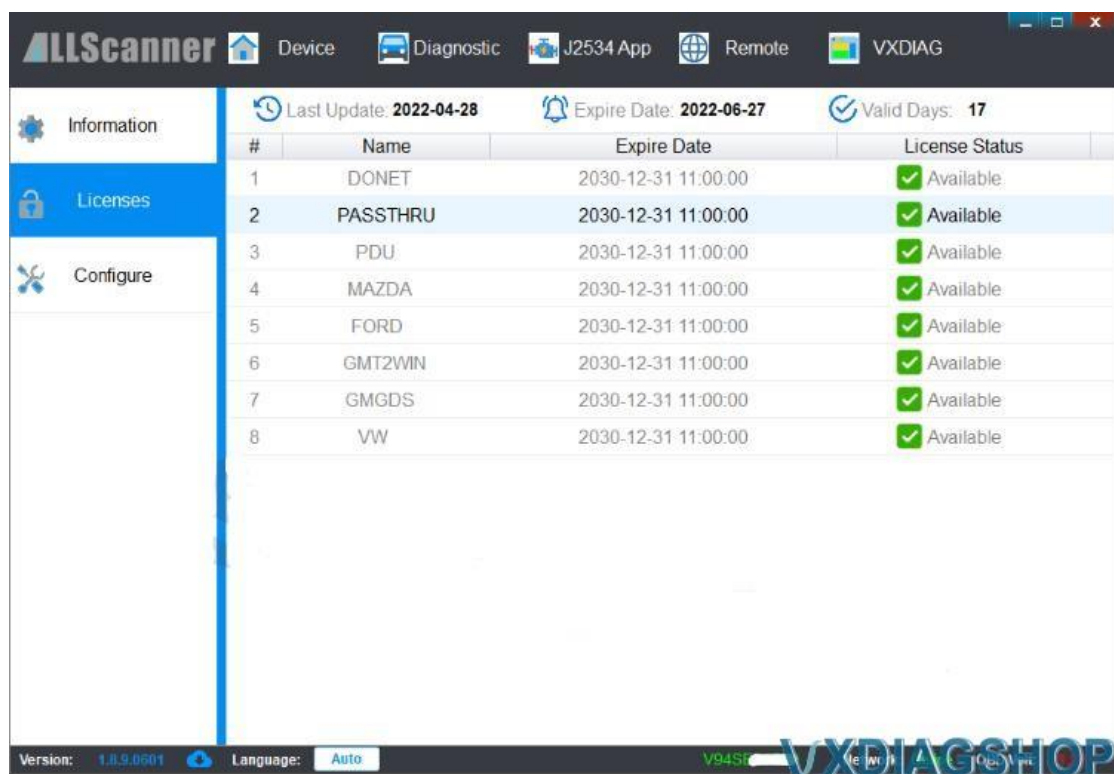 ALLScanner Device Diagnostic J2534 App Remote VXDIAG
Information
Licenses
Configure
Last Update: 2022-04-28 Expire Date: 2022-06-27 Valid Days: 17
# Name Expire Date License Status
1 DONET 2030-12-31 11:00:00 Available
2 PASSTHRU 2030-12-31 11:00:00 Available
3 PDU 2030-12-31 11:00:00 Available
4 MAZDA 2030-12-31 11:00:00 Available
5 FORD 2030-12-31 11:00:00 Available
6 GMT2WIN 2030-12-31 11:00:00 Available
7 GMGDS 2030-12-31 11:00:00 Available
8 VW 2030-12-31 11:00:00 Available
Version: 1.8.9.0601 Language: Auto
VXDIAGSHOP